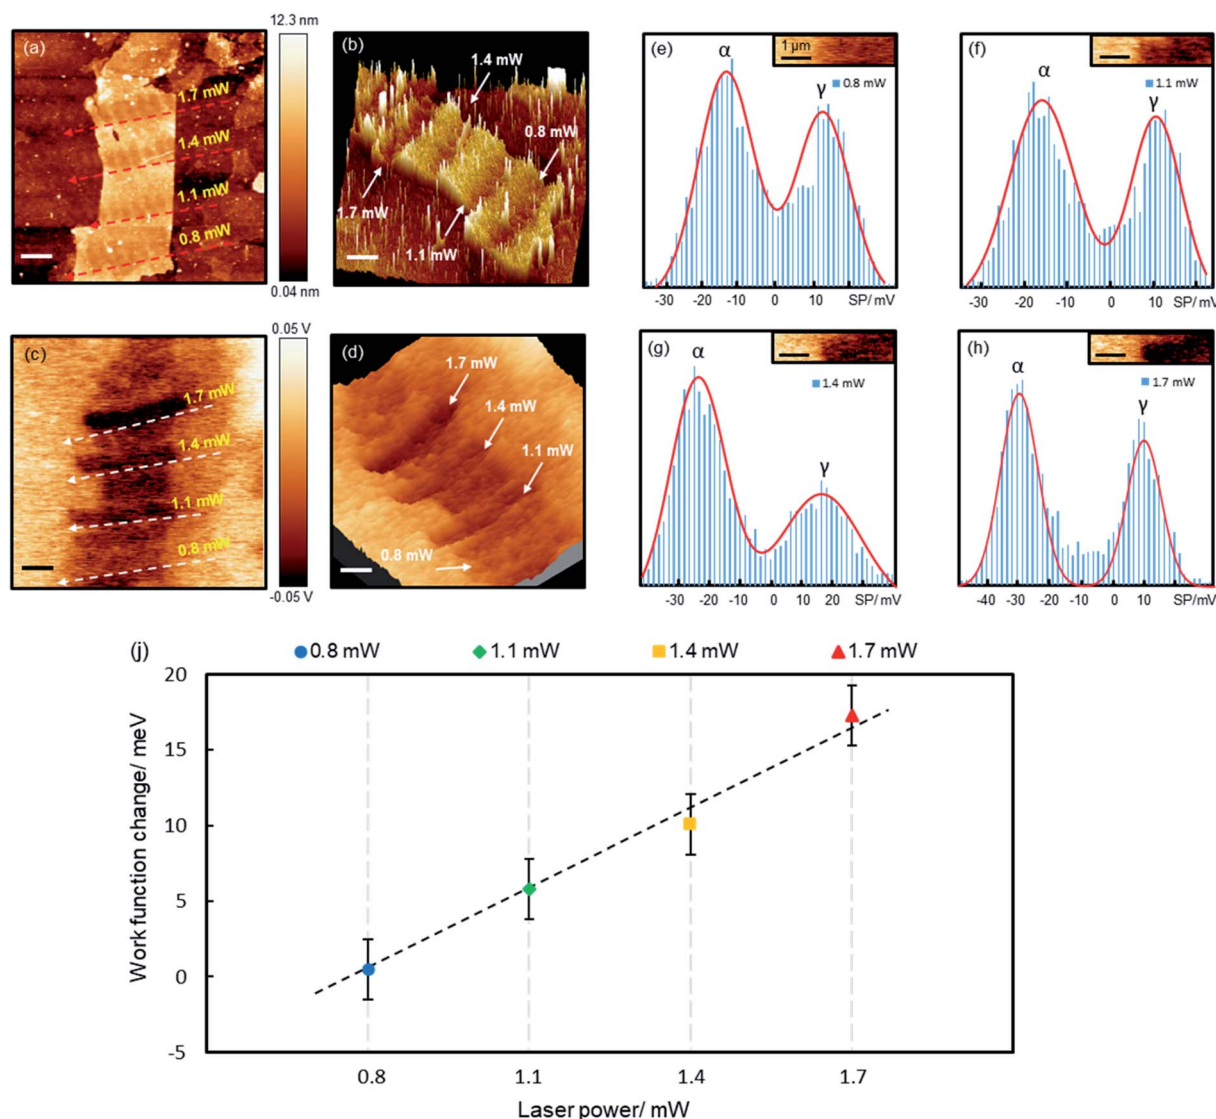 12.3 nm
(a)
1.7 mW
1.4 mW
1.1 mW
0.8 mW
0.04 nm
(b)
1.4 mW
0.8 mW
1.7 mW
1.1 mW
(e)
α
γ
1 µm
0.8 mW
-30 -20 -10 0 10 SP/ mV
(f)
α
γ
1.1 mW
-30 -20 -10 0 10 SP/ mV
0.05 V
(c)
1.7 mW
1.4 mW
1.1 mW
0.8 mW
-0.05 V
(d)
1.7 mW
1.4 mW
1.1 mW
0.8 mW
(g)
α
γ
1.4 mW
-30 -20 -10 0 10 20 SP/ mV
(h)
α
γ
1.7 mW
-40 -30 -20 -10 0 10 SP/ mV
(j)
0.8 mW 1.1 mW 1.4 mW 1.7 mW
Work function change/ meV
20
15
10
5
0
-5
0.8 1.1 1.4 1.7
Laser power/ mW